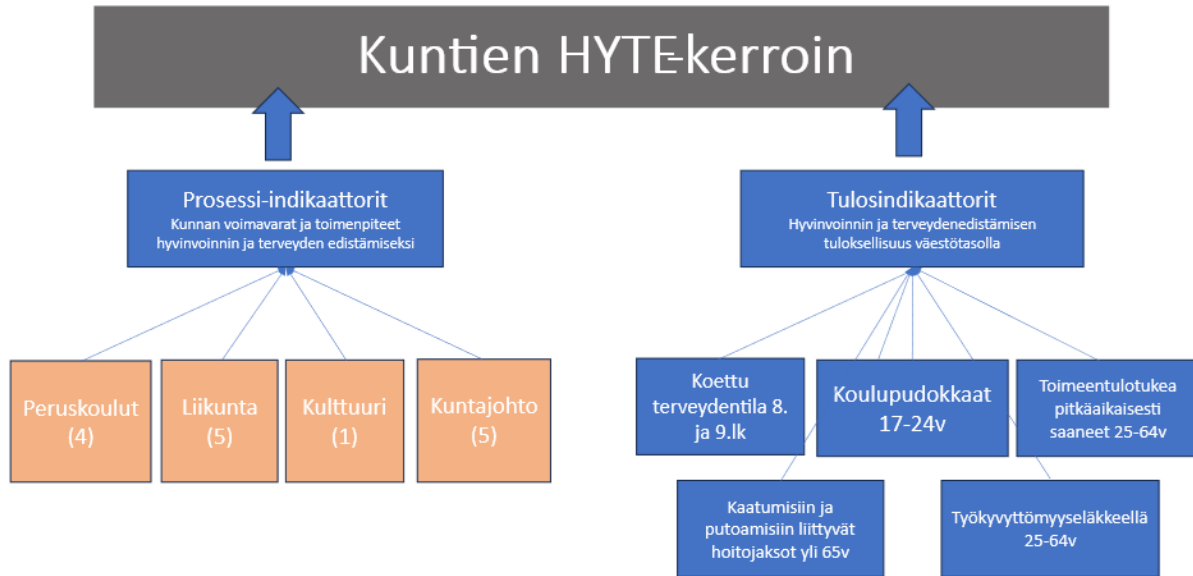 Kuntien HYTE-kerroin
Prosessi-indikaattorit
Kunnan voimavarat ja toimenpiteet
hyvinvoinnin ja terveyden edistämiseksi
Tulosindikaattorit
Hyvinvoinnin ja terveydenedistämisen
tuloksellisuus väestötasolla
Peruskoulut
(4)
Liikunta
(5)
Kulttuuri
(1)
Kuntajohto
(5)
Koettu
terveydentila 8.
ja 9.lk
Koulupudokkaat
17-24v
Toimeentulotukea
pitkäaikaisesti
saaneet 25-64v
Kaatumisiin ja
putoamisiin liittyvät
hoitojaksot yli 65v
Työkyvyttömyyseläkkeellä
25-64v